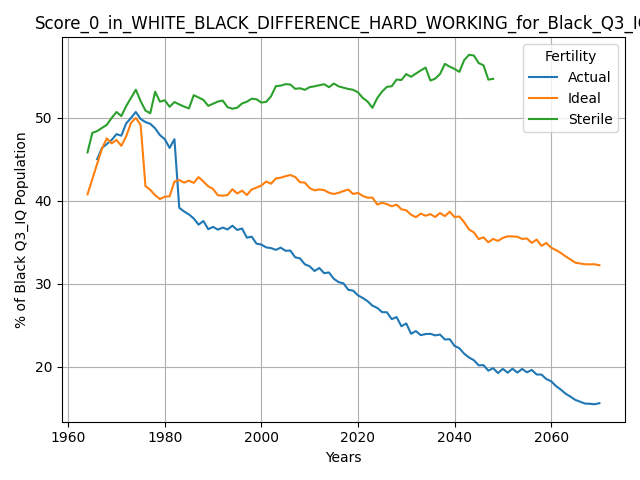 Score_0_in_WHITE_BLACK_DIFFERENCE_HARD_WORKING_for_Black_Q3_IQ
% of Black Q3_IQ Population
50
40
30
20
1960 1980 2000 2020 2040 2060
Years
Fertility
Actual
Ideal
Sterile